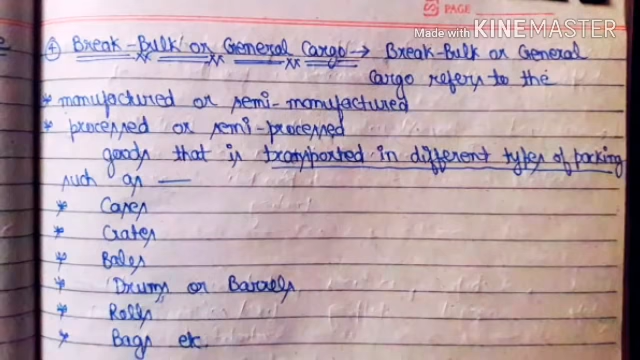 PAGE
Made with KINEMASTER
④ Break-Bulk or General Cargo → Break-Bulk or General
Cargo refers to the
* manufactured or semi-manufactured
* processed or semi-processed
goods that is transported in different types of parking
such as —
* Cases
* Crates
* Bales
* Drums or Barrels
* Rolls
* Bags etc.